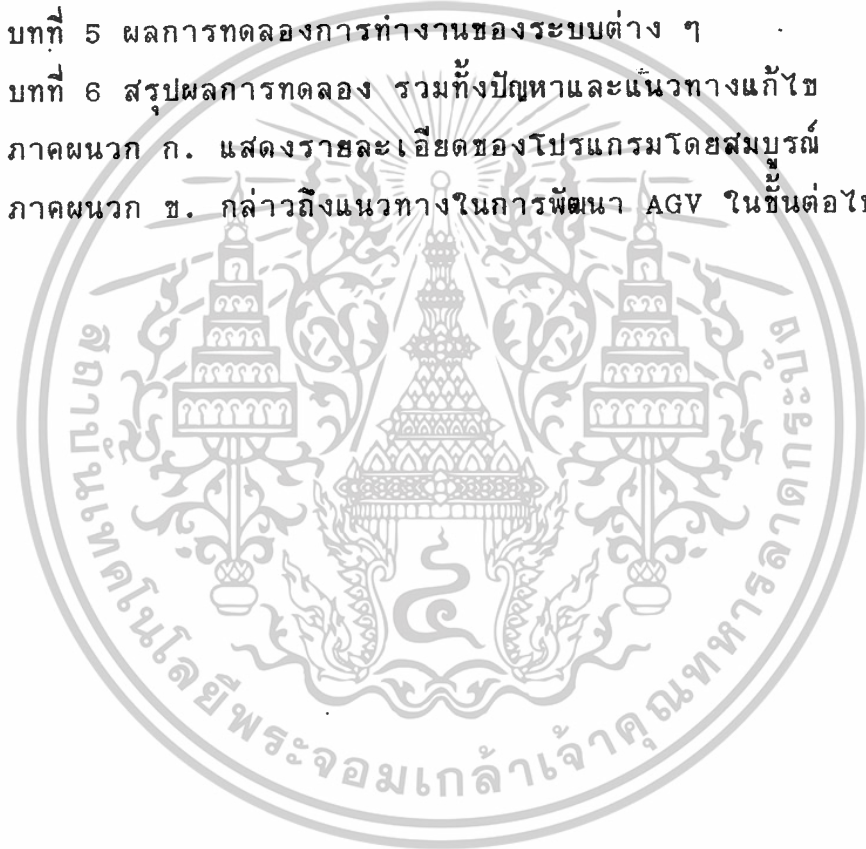 บทที่ 5 ผลการทดลองการทำงานของระบบต่าง ๆ
บทที่ 6 สรุปผลการทดลอง รวมทั้งปัญหาและแนวทางแก้ไข
ภาคผนวก ก. แสดงรายละเอียดของโปรแกรมโดยสมบูรณ์
ภาคผนวก ข. กล่าวถึงแนวทางในการพัฒนา AGV ในขั้นต่อไป
สถาบันเทคโนโลยีพระจอมเกล้าเจ้าคุณทหารลาดกระบัง